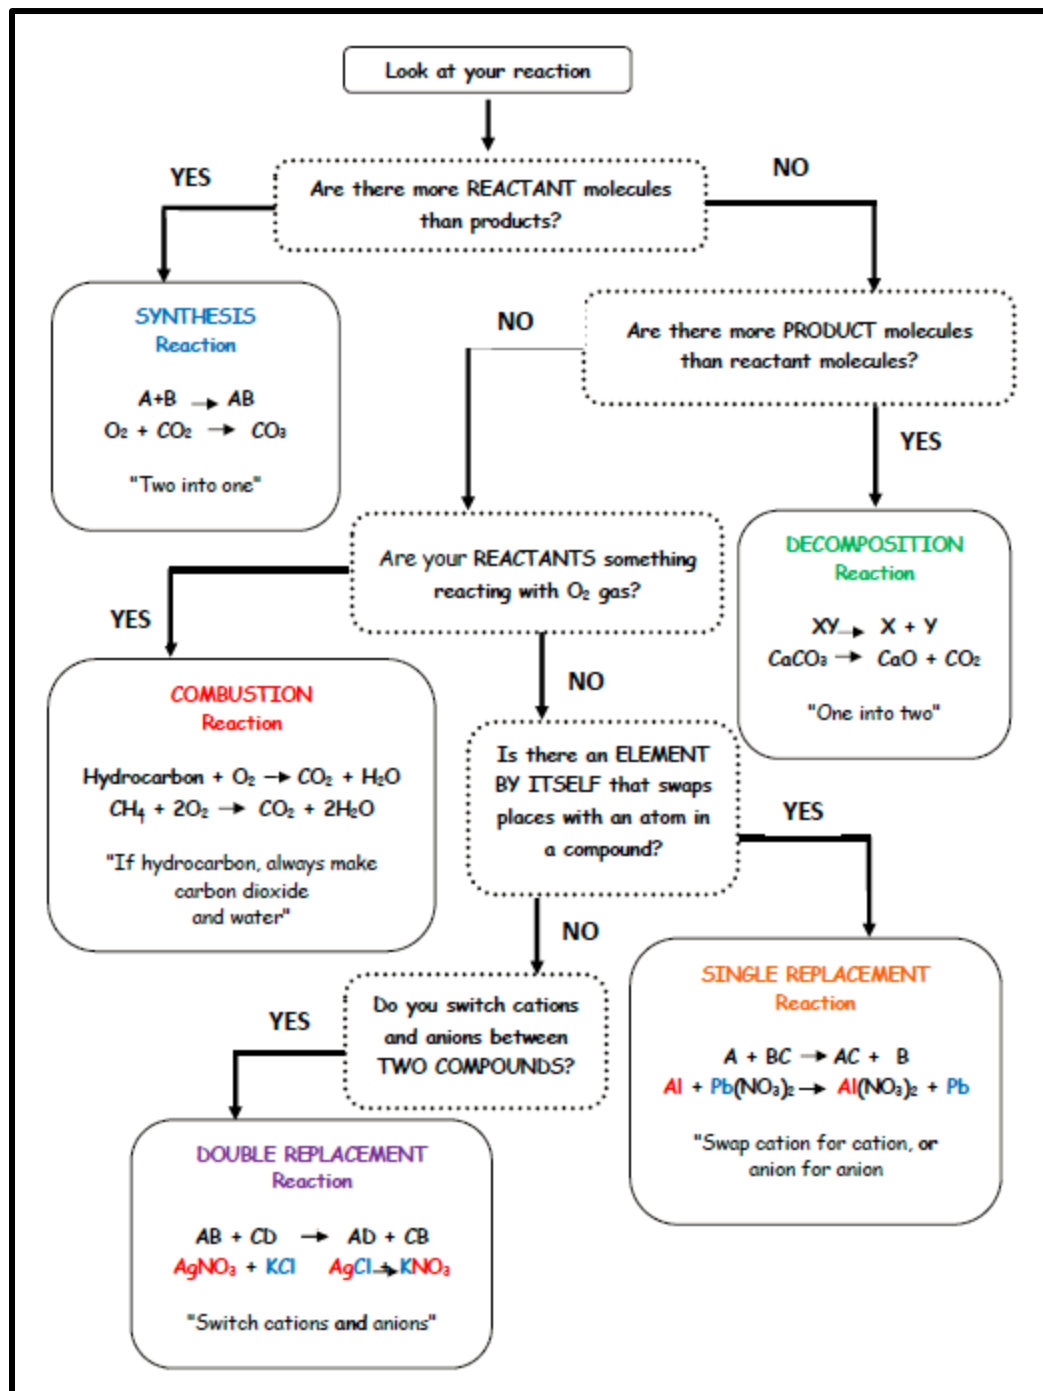 Look at your reaction
YES
NO
Are there more REACTANT molecules
than products?
SYNTHESIS
Reaction
A+B → AB
O₂ + CO₂ → CO₃
"Two into one"
NO
Are there more PRODUCT molecules
than reactant molecules?
YES
Are your REACTANTS something
reacting with O₂ gas?
YES
DECOMPOSITION
Reaction
XY → X + Y
CaCO₃ → CaO + CO₂
"One into two"
NO
COMBUSTION
Reaction
Hydrocarbon + O₂ → CO₂ + H₂O
CH₄ + 2O₂ → CO₂ + 2H₂O
"If hydrocarbon, always make
carbon dioxide
and water"
Is there an ELEMENT
BY ITSELF that swaps
places with an atom in
a compound?
YES
NO
SINGLE REPLACEMENT
Reaction
A + BC → AC + B
Al + Pb(NO₃)₂ → Al(NO₃)₂ + Pb
"Swap cation for cation, or
anion for anion
Do you switch cations
and anions between
TWO COMPOUNDS?
YES
DOUBLE REPLACEMENT
Reaction
AB + CD → AD + CB
AgNO₃ + KCl AgCl + → KNO₃
"Switch cations and anions"